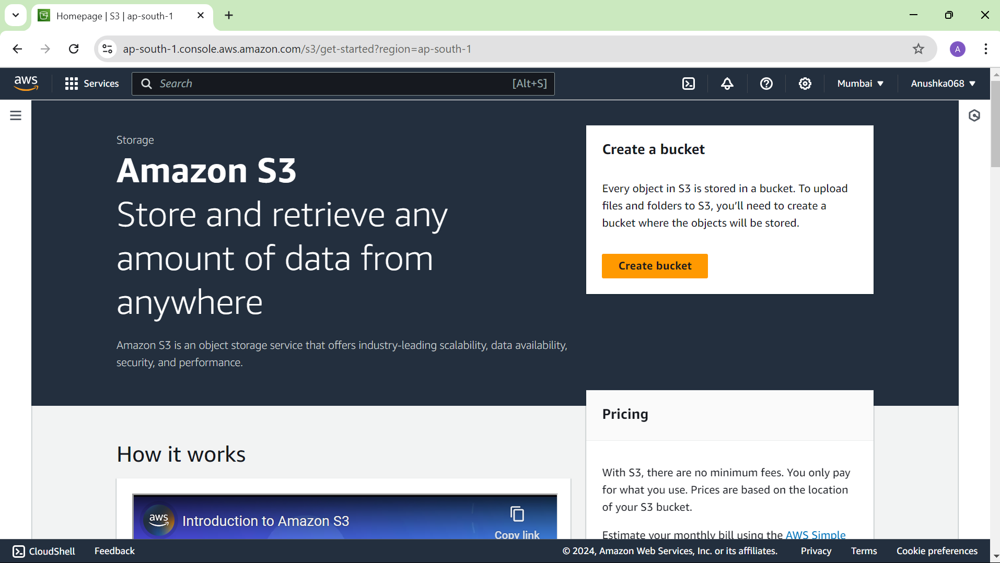 Homepage | S3 | ap-south-1
ap-south-1.console.aws.amazon.com/s3/get-started?region=ap-south-1
A
aws
Services
Search
[Alt+S]
Mumbai
Anushka068
Storage
Amazon S3
Store and retrieve any
amount of data from
anywhere
Amazon S3 is an object storage service that offers industry-leading scalability, data availability,
security, and performance.
Create a bucket
Every object in S3 is stored in a bucket. To upload
files and folders to S3, you’ll need to create a
bucket where the objects will be stored.
Create bucket
How it works
aws
Introduction to Amazon S3
Copy link
Pricing
With S3, there are no minimum fees. You only pay
for what you use. Prices are based on the location
of your S3 bucket.
Estimate your monthly bill using the AWS Simple
CloudShell
Feedback
© 2024, Amazon Web Services, Inc. or its affiliates.
Privacy
Terms
Cookie preferences